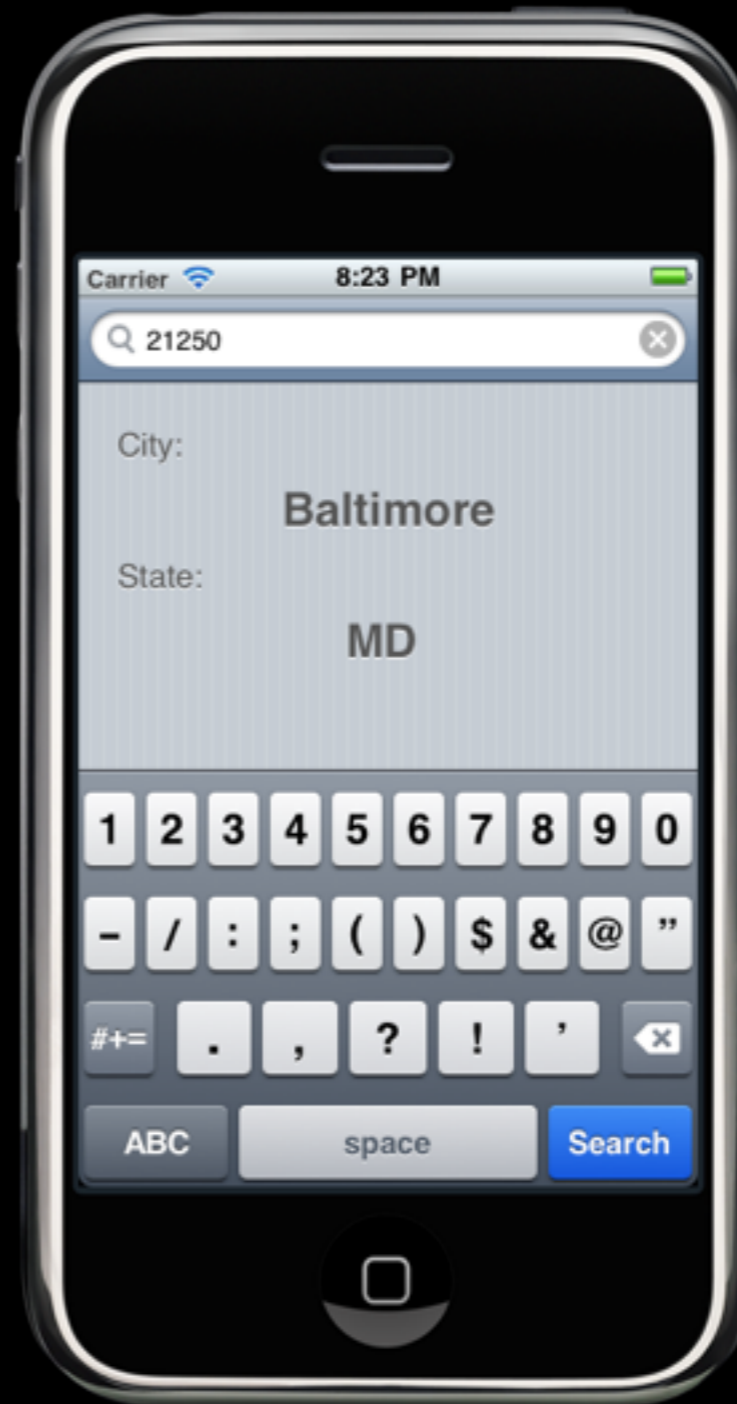 Carrier 8:23 PM
21250
City:
Baltimore
State:
MD
1 2 3 4 5 6 7 8 9 0
- / : ; ( ) $ & @ ”
#+= . , ? ! ’
ABC space Search